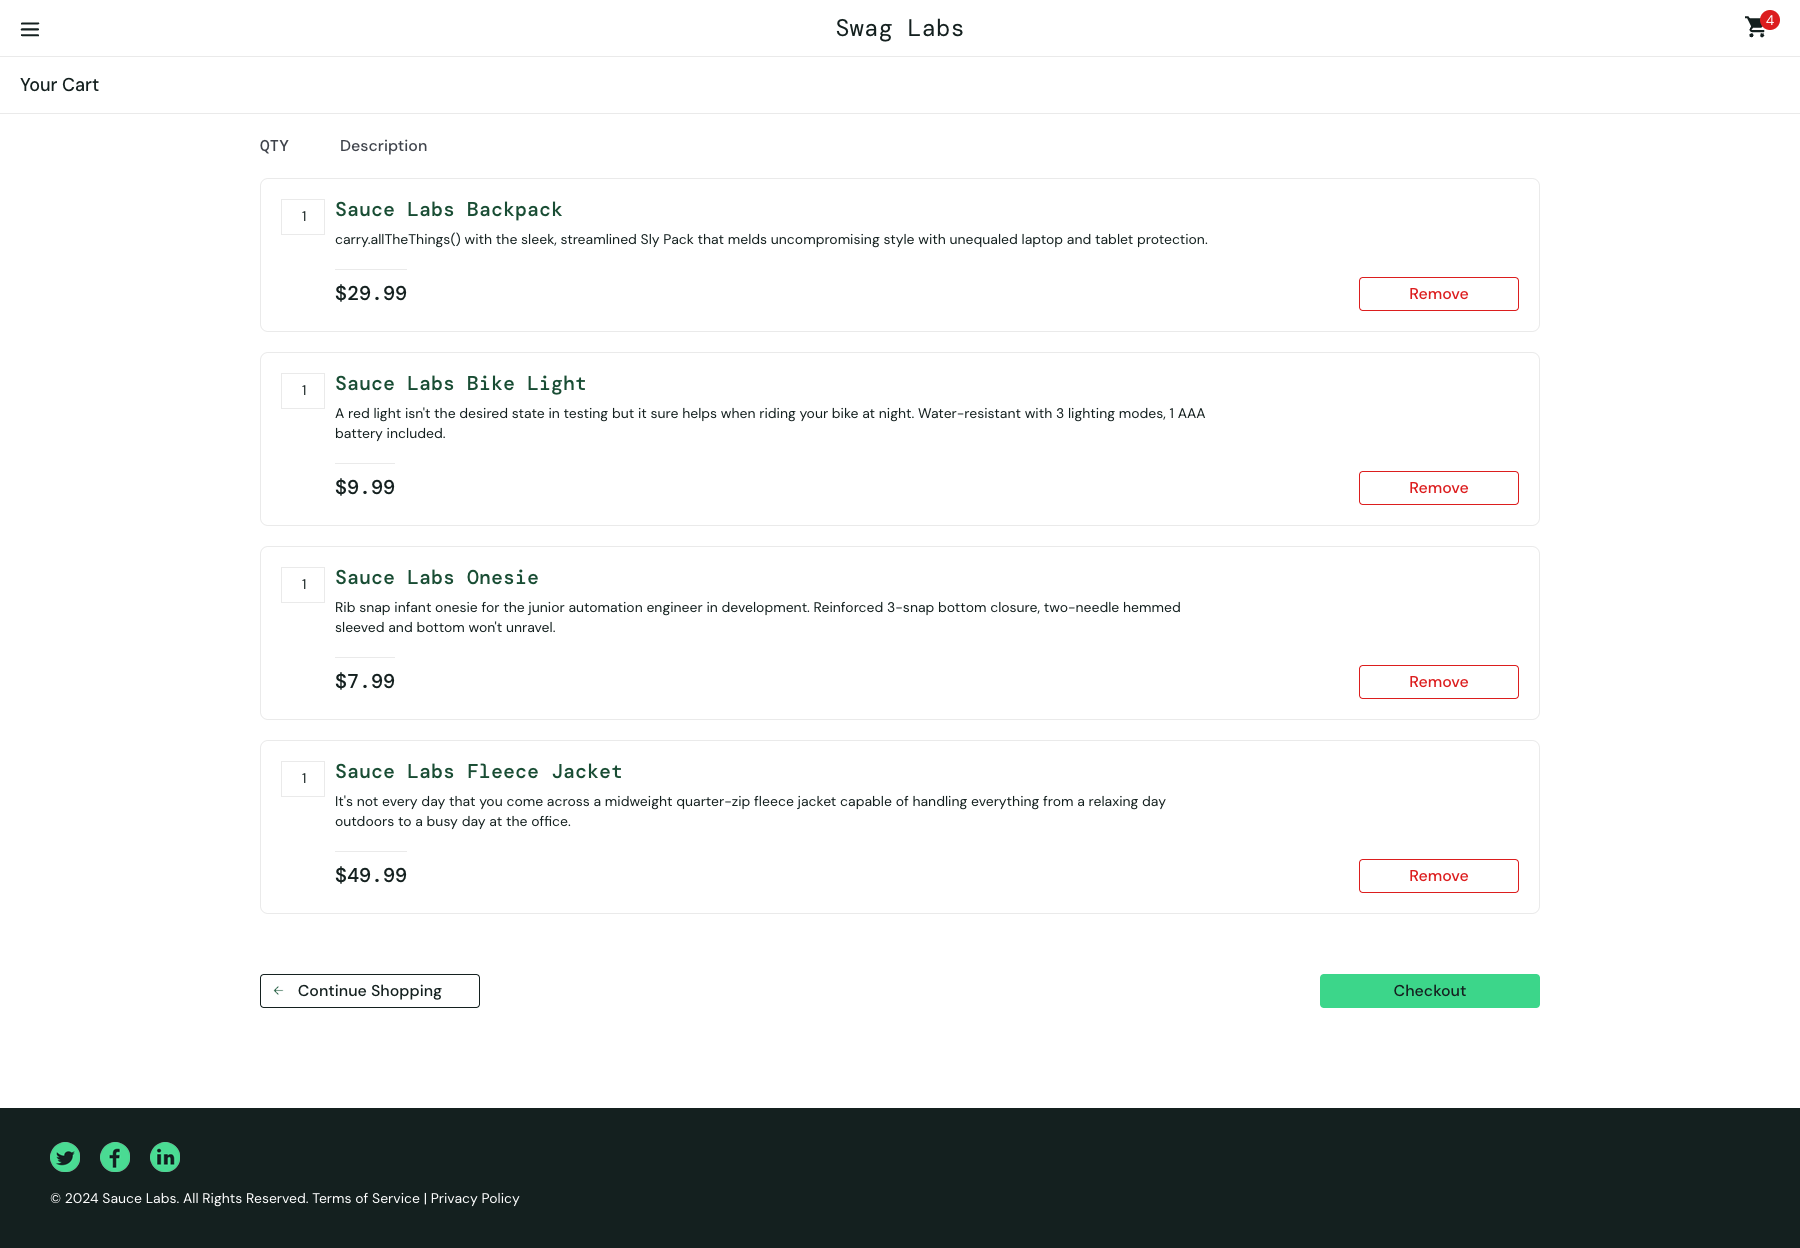 Swag Labs
4
Your Cart
QTY Description
1 Sauce Labs Backpack
carry.allTheThings() with the sleek, streamlined Sly Pack that melds uncompromising style with unequaled laptop and tablet protection.
$29.99 Remove
1 Sauce Labs Bike Light
A red light isn't the desired state in testing but it sure helps when riding your bike at night. Water-resistant with 3 lighting modes, 1 AAA
battery included.
$9.99 Remove
1 Sauce Labs Onesie
Rib snap infant onesie for the junior automation engineer in development. Reinforced 3-snap bottom closure, two-needle hemmed
sleeved and bottom won't unravel.
$7.99 Remove
1 Sauce Labs Fleece Jacket
It's not every day that you come across a midweight quarter-zip fleece jacket capable of handling everything from a relaxing day
outdoors to a busy day at the office.
$49.99 Remove
Continue Shopping Checkout
© 2024 Sauce Labs. All Rights Reserved. Terms of Service | Privacy Policy